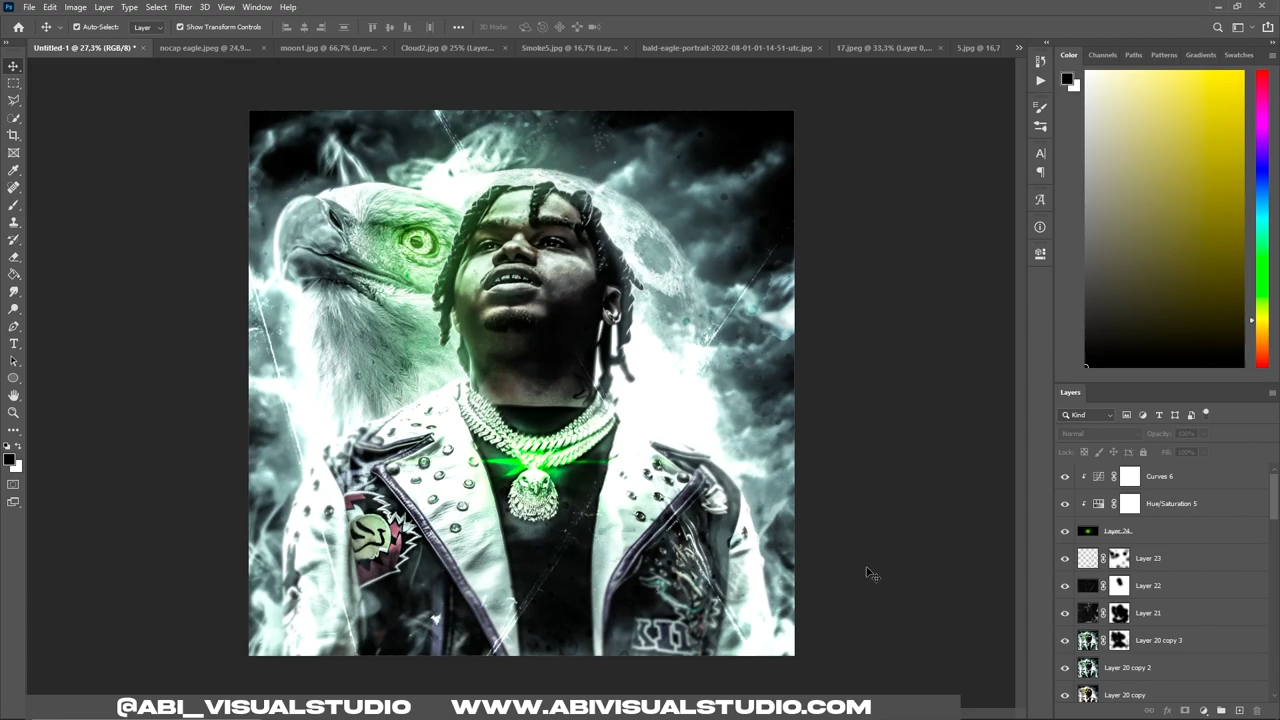 Ps File Edit Image Layer Type Select Filter 3D View Window Help
Auto-Select: Layer Show Transform Controls 3D Mode:
Untitled-1 @ 27,3% (RGB/8) * nocap eagle.jpeg @ 24,9... moon1.jpg @ 66,7% (Laye... Cloud2.jpg @ 25% (Layer... Smoke5.jpg @ 16,7% (Lay... bald-eagle-portrait-2022-08-01-01-14-51-utc.jpg 17.jpeg @ 33,3% (Layer 0,... 5.jpg @ 16,7
Color Channels Paths Patterns Gradients Swatches
Layers
Kind
Normal Opacity: 100%
Lock: Fill: 100%
Curves 6
Hue/Saturation 5
Layer 24
Layer 23
Layer 22
Layer 21
Layer 20 copy 3
Layer 20 copy 2
Layer 20 copy
@ABI_VISUALSTUDIO WWW.ABIVISUALSTUDIO.COM